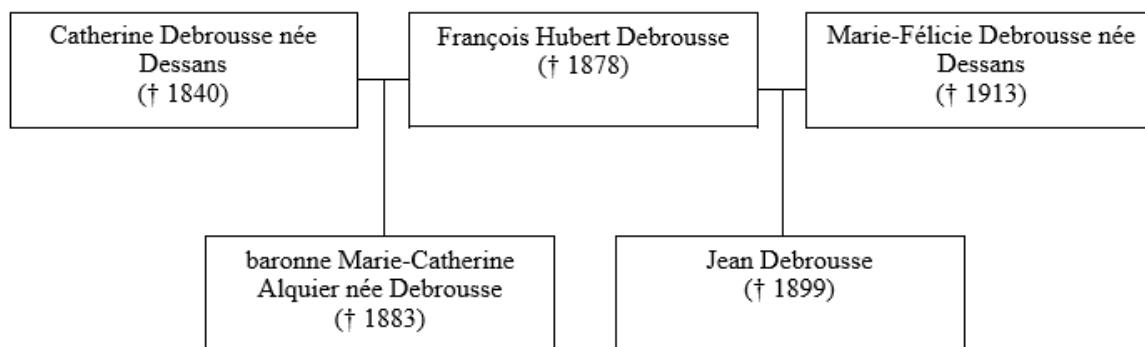 Catherine Debrousse née
Dessans
(† 1840)
François Hubert Debrousse
(† 1878)
Marie-Félicie Debrousse née
Dessans
(† 1913)
baronne Marie-Catherine
Alquier née Debrousse
(† 1883)
Jean Debrousse
(† 1899)